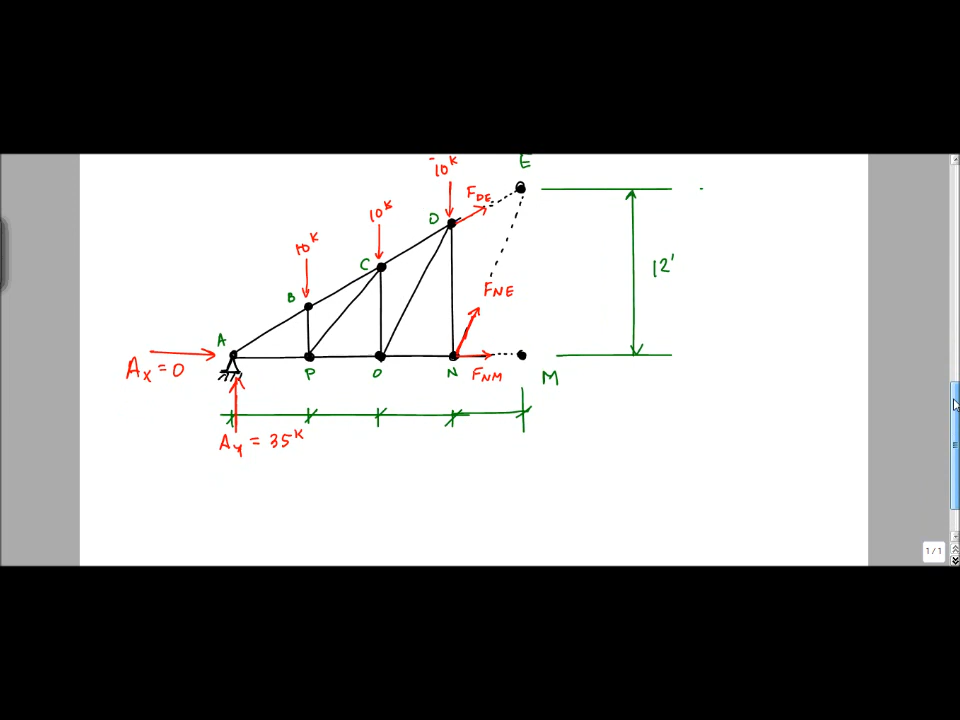 E
10K
FDE
10K
D
10K
C
12'
B
FNE
A
AX = 0
P
O
N
FNM
M
AY = 35K
1/1